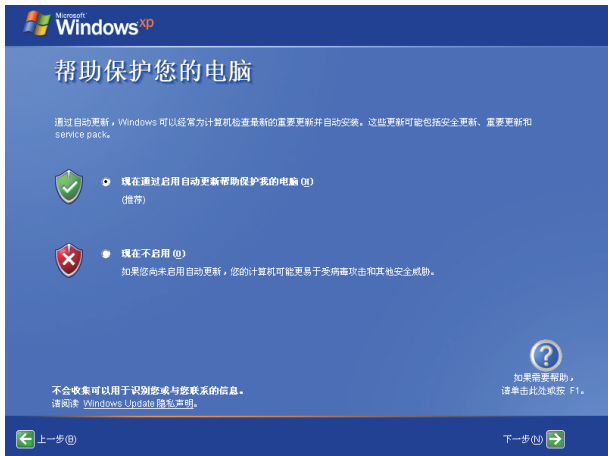 Microsoft
Windows xp
帮助保护您的电脑
通过自动更新，Windows 可以经常为计算机检查最新的重要更新并自动安装。这些更新可能包括安全更新、重要更新和
service pack。
现在通过启用自动更新帮助保护我的电脑(H)
(推荐)
现在不启用(O)
如果您尚未启用自动更新，您的计算机可能更易于受病毒攻击和其他安全威胁。
如果需要帮助，
请单击此处或按 F1。
不会收集可以用于识别您或与您联系的信息。
请阅读 Windows Update 隐私声明。
上一步(B)
下一步(N)